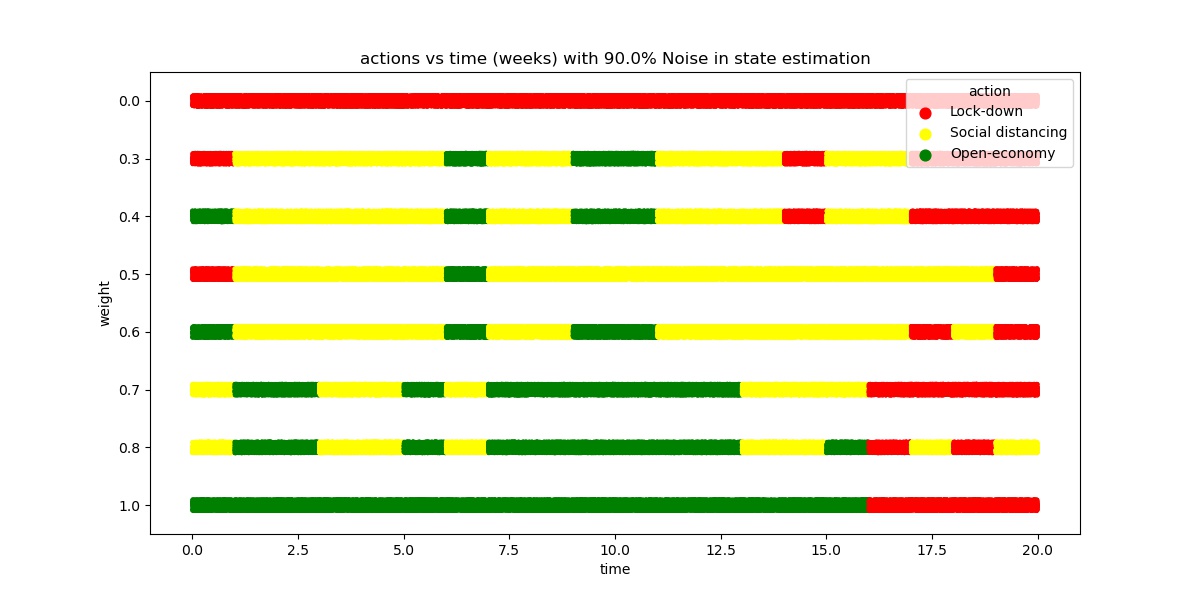 actions vs time (weeks) with 90.0% Noise in state estimation
action
Lock-down
Social distancing
Open-economy
weight
0.0
0.3
0.4
0.5
0.6
0.7
0.8
1.0
0.0 2.5 5.0 7.5 10.0 12.5 15.0 17.5 20.0
time